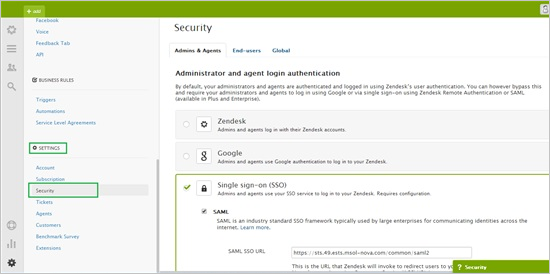 + add
Facebook
Voice
Feedback Tab
API
BUSINESS RULES
Triggers
Automations
Service Level Agreements
SETTINGS
Account
Subscription
Security
Tickets
Agents
Customers
Benchmark Survey
Extensions
Security
Admins & Agents End-users Global
Administrator and agent login authentication
By default, your administrators and agents are authenticated and logged in using Zendesk's user authentication. You can however bypass this
and require your administrators and agents to log in using Google or via single sign-on using Zendesk Remote Authentication or SAML
(available in Plus and Enterprise).
Zendesk
Admins and agents log in with their Zendesk accounts.
Google
Admins and agents use Google authentication to log in to your Zendesk.
Single sign-on (SSO)
Admins and agents use your SSO service to log in to your Zendesk. Requires configuration.
SAML
SAML is an industry standard SSO framework typically used by large enterprises for communicating identities across the
internet. Learn more.
SAML SSO URL
https://sts.f9.ests.msol-nova.com/common/saml2
This is the URL that Zendesk will invoke to redirect users to
? Security